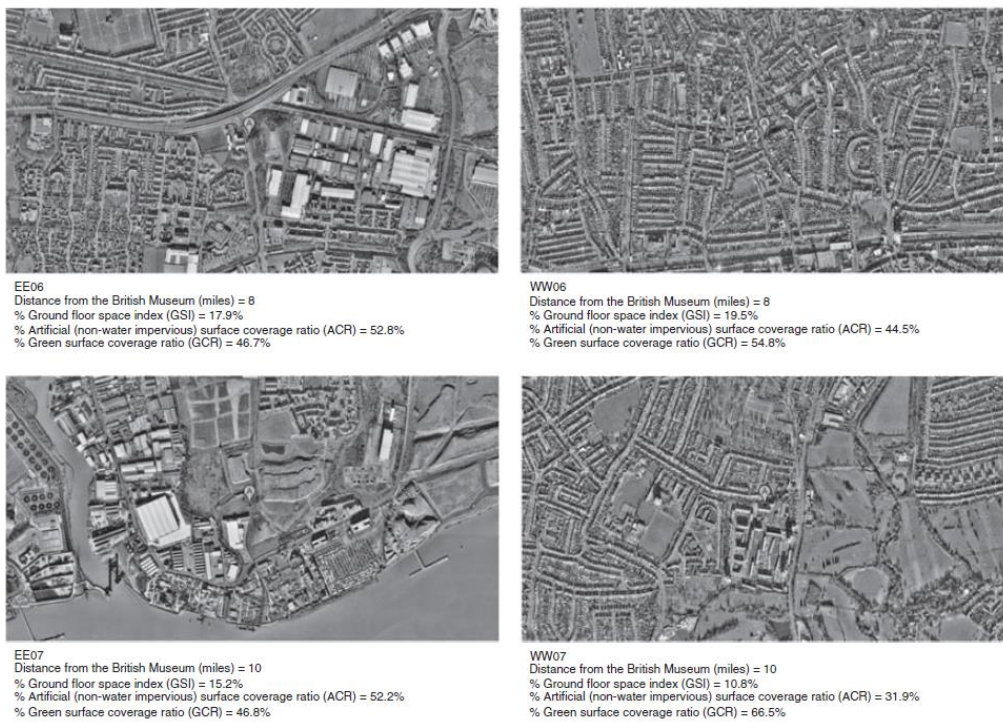 EE06
Distance from the British Museum (miles) = 8
% Ground floor space index (GSI) = 17.9%
% Artificial (non-water impervious) surface coverage ratio (ACR) = 52.8%
% Green surface coverage ratio (GCR) = 46.7%
WW06
Distance from the British Museum (miles) = 8
% Ground floor space index (GSI) = 19.5%
% Artificial (non-water impervious) surface coverage ratio (ACR) = 44.5%
% Green surface coverage ratio (GCR) = 54.8%
EE07
Distance from the British Museum (miles) = 10
% Ground floor space index (GSI) = 15.2%
% Artificial (non-water impervious) surface coverage ratio (ACR) = 52.2%
% Green surface coverage ratio (GCR) = 46.8%
WW07
Distance from the British Museum (miles) = 10
% Ground floor space index (GSI) = 10.8%
% Artificial (non-water impervious) surface coverage ratio (ACR) = 31.9%
% Green surface coverage ratio (GCR) = 66.5%